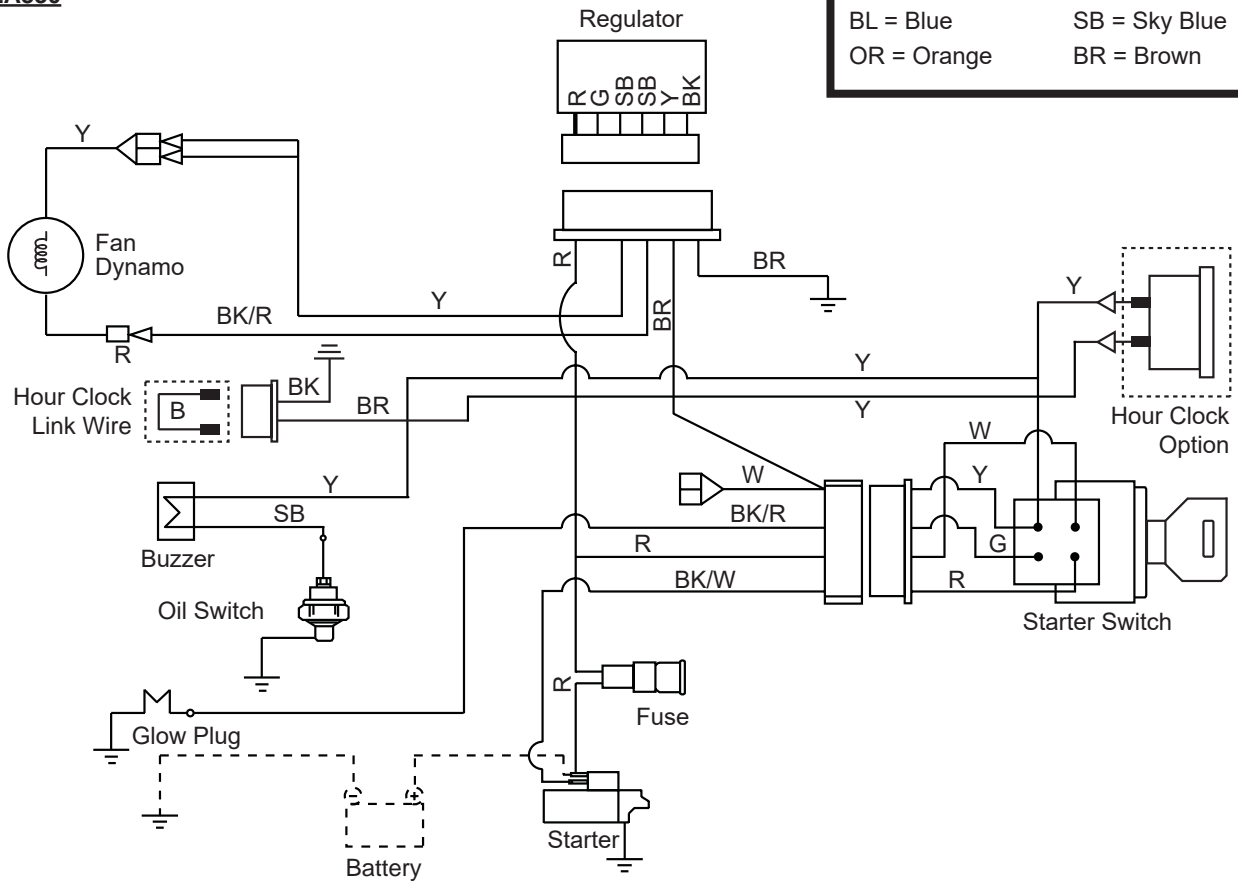 Regulator
BL = Blue SB = Sky Blue
OR = Orange BR = Brown
R
G
SB
SB
Y
BK
Y
Fan
Dynamo
R
BR
Y
Y
BK/R
BR
R
Y
BK
Hour Clock
Link Wire
B
BR
Y
Hour Clock
Option
W
Y
W
Y
SB
BK/R
G
Buzzer
R
BK/W
R
Oil Switch
Starter Switch
R
Fuse
Glow Plug
Starter
Battery